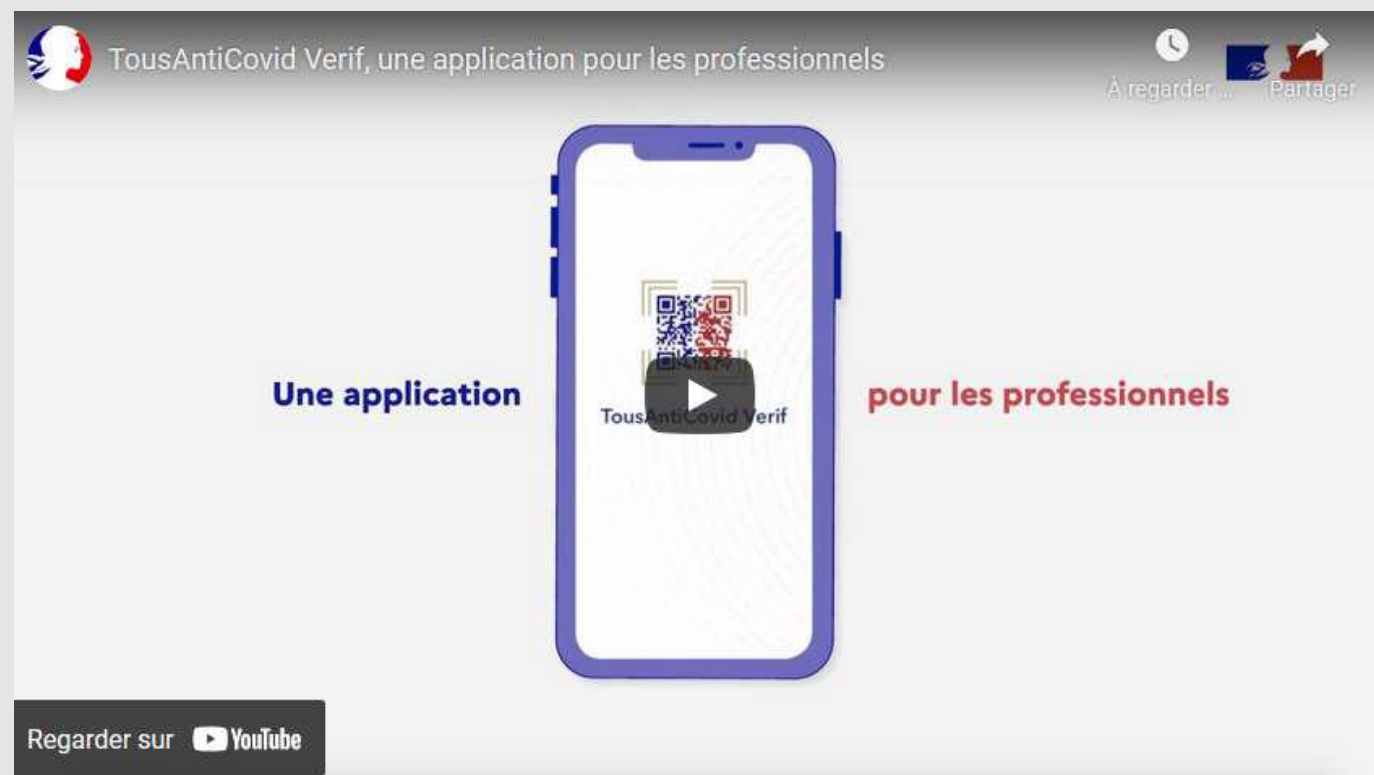 TousAntiCovid Verif, une application pour les professionnels
À regarder ...
Partager
Une application
pour les professionnels
TousAntiCovid Verif
Regarder sur YouTube